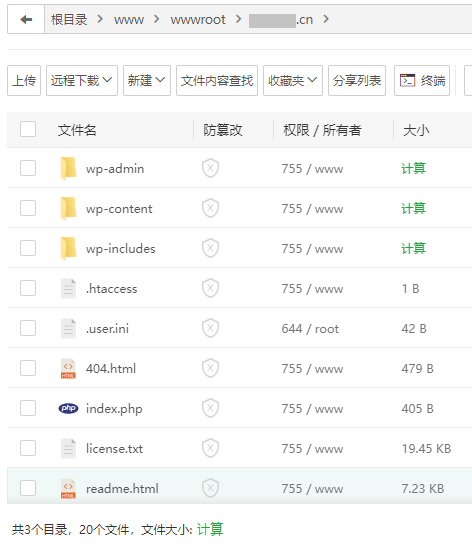 根目录 > www > wwwroot > .cn >
上传 远程下载 新建 文件内容查找 收藏夹 分享列表 终端
文件名 防篡改 权限 / 所有者 大小
wp-admin 755 / www 计算
wp-content 755 / www 计算
wp-includes 755 / www 计算
.htaccess 755 / www 1 B
.user.ini 644 / root 42 B
404.html 755 / www 479 B
php index.php 755 / www 405 B
license.txt 755 / www 19.45 KB
readme.html 755 / www 7.23 KB
共3个目录，20个文件，文件大小: 计算